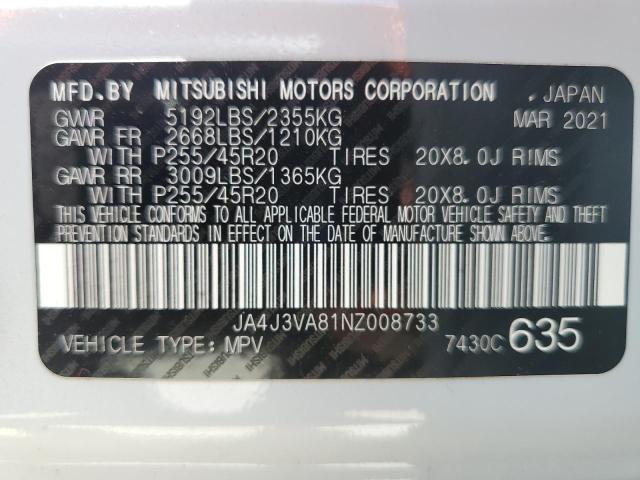 MFD.BY MITSUBISHI MOTORS CORPORATION . JAPAN
GVWR 5192LBS/2355KG MAR 2021
GAWR FR 2668LBS/1210KG
WITH P255/45R20 TIRES 20X8.0J RIMS
GAWR RR 3009LBS/1365KG
WITH P255/45R20 TIRES 20X8.0J RIMS
THIS VEHICLE CONFORMS TO ALL APPLICABLE FEDERAL MOTOR VEHICLE SAFETY AND THEFT
PREVENTION STANDARDS IN EFFECT ON THE DATE OF MANUFACTURE SHOWN ABOVE.
JA4J3VA81NZ008733
VEHICLE TYPE: MPV 7430C 635